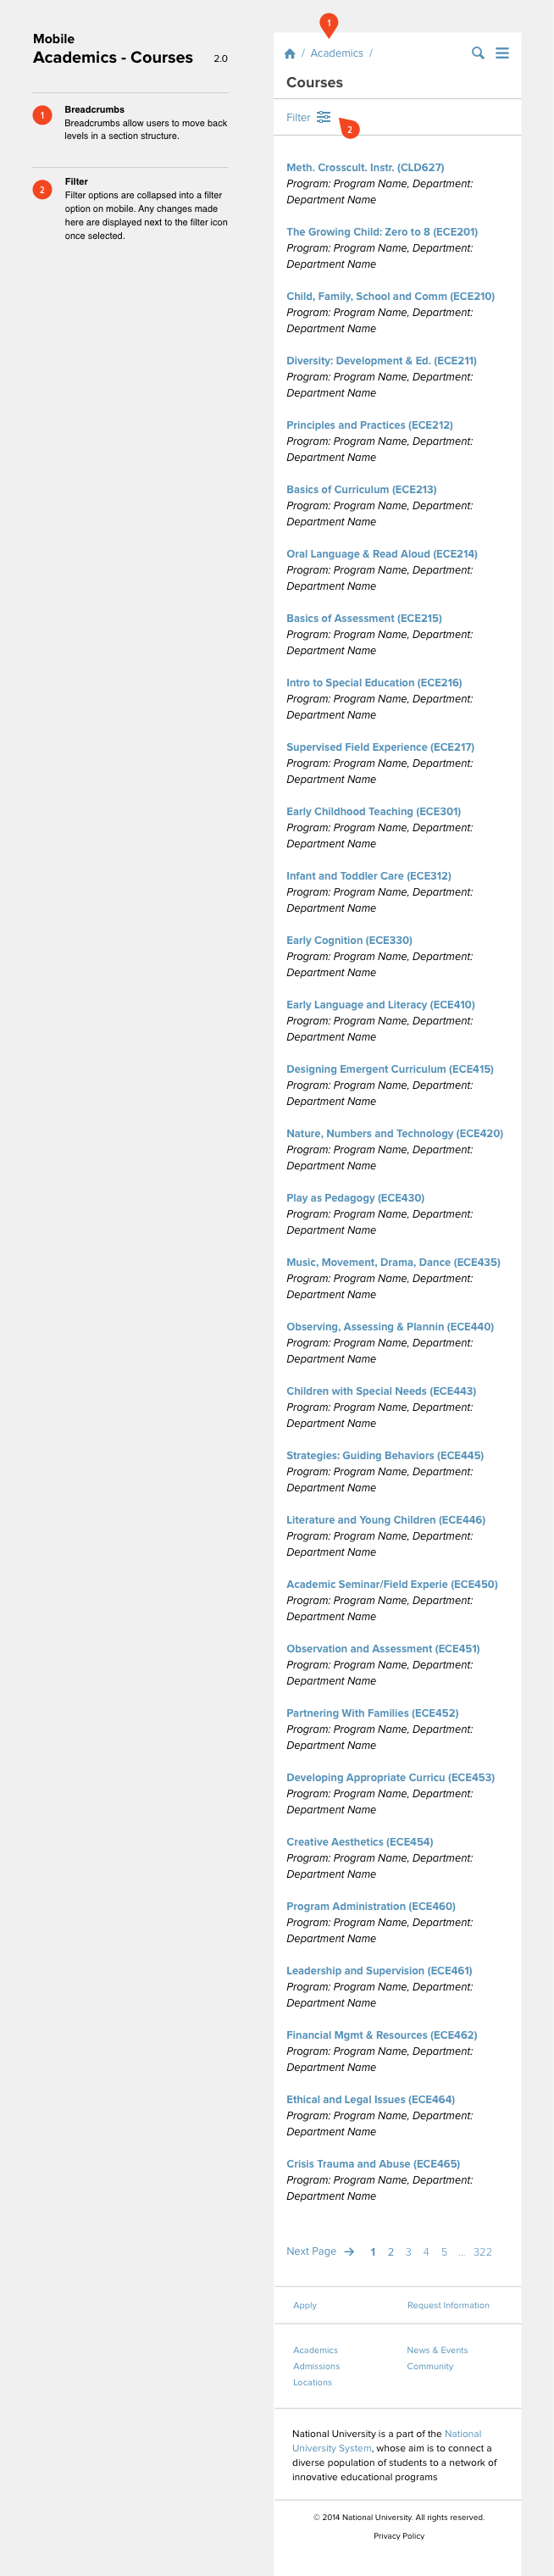 Mobile
Academics - Courses 2.0
1 Breadcrumbs
Breadcrumbs allow users to move back
levels in a section structure.
2 Filter
Filter options are collapsed into a filter
option on mobile. Any changes made
here are displayed next to the filter icon
once selected.
1
/ Academics /
Courses
Filter
2
Meth. Crosscult. Instr. (CLD627)
Program: Program Name, Department:
Department Name
The Growing Child: Zero to 8 (ECE201)
Program: Program Name, Department:
Department Name
Child, Family, School and Comm (ECE210)
Program: Program Name, Department:
Department Name
Diversity: Development & Ed. (ECE211)
Program: Program Name, Department:
Department Name
Principles and Practices (ECE212)
Program: Program Name, Department:
Department Name
Basics of Curriculum (ECE213)
Program: Program Name, Department:
Department Name
Oral Language & Read Aloud (ECE214)
Program: Program Name, Department:
Department Name
Basics of Assessment (ECE215)
Program: Program Name, Department:
Department Name
Intro to Special Education (ECE216)
Program: Program Name, Department:
Department Name
Supervised Field Experience (ECE217)
Program: Program Name, Department:
Department Name
Early Childhood Teaching (ECE301)
Program: Program Name, Department:
Department Name
Infant and Toddler Care (ECE312)
Program: Program Name, Department:
Department Name
Early Cognition (ECE330)
Program: Program Name, Department:
Department Name
Early Language and Literacy (ECE410)
Program: Program Name, Department:
Department Name
Designing Emergent Curriculum (ECE415)
Program: Program Name, Department:
Department Name
Nature, Numbers and Technology (ECE420)
Program: Program Name, Department:
Department Name
Play as Pedagogy (ECE430)
Program: Program Name, Department:
Department Name
Music, Movement, Drama, Dance (ECE435)
Program: Program Name, Department:
Department Name
Observing, Assessing & Plannin (ECE440)
Program: Program Name, Department:
Department Name
Children with Special Needs (ECE443)
Program: Program Name, Department:
Department Name
Strategies: Guiding Behaviors (ECE445)
Program: Program Name, Department:
Department Name
Literature and Young Children (ECE446)
Program: Program Name, Department:
Department Name
Academic Seminar/Field Experie (ECE450)
Program: Program Name, Department:
Department Name
Observation and Assessment (ECE451)
Program: Program Name, Department:
Department Name
Partnering With Families (ECE452)
Program: Program Name, Department:
Department Name
Developing Appropriate Curricu (ECE453)
Program: Program Name, Department:
Department Name
Creative Aesthetics (ECE454)
Program: Program Name, Department:
Department Name
Program Administration (ECE460)
Program: Program Name, Department:
Department Name
Leadership and Supervision (ECE461)
Program: Program Name, Department:
Department Name
Financial Mgmt & Resources (ECE462)
Program: Program Name, Department:
Department Name
Ethical and Legal Issues (ECE464)
Program: Program Name, Department:
Department Name
Crisis Trauma and Abuse (ECE465)
Program: Program Name, Department:
Department Name
Next Page → 1 2 3 4 5 ... 322
Apply Request Information
Academics News & Events
Admissions Community
Locations
National University is a part of the National
University System, whose aim is to connect a
diverse population of students to a network of
innovative educational programs
© 2014 National University. All rights reserved.
Privacy Policy